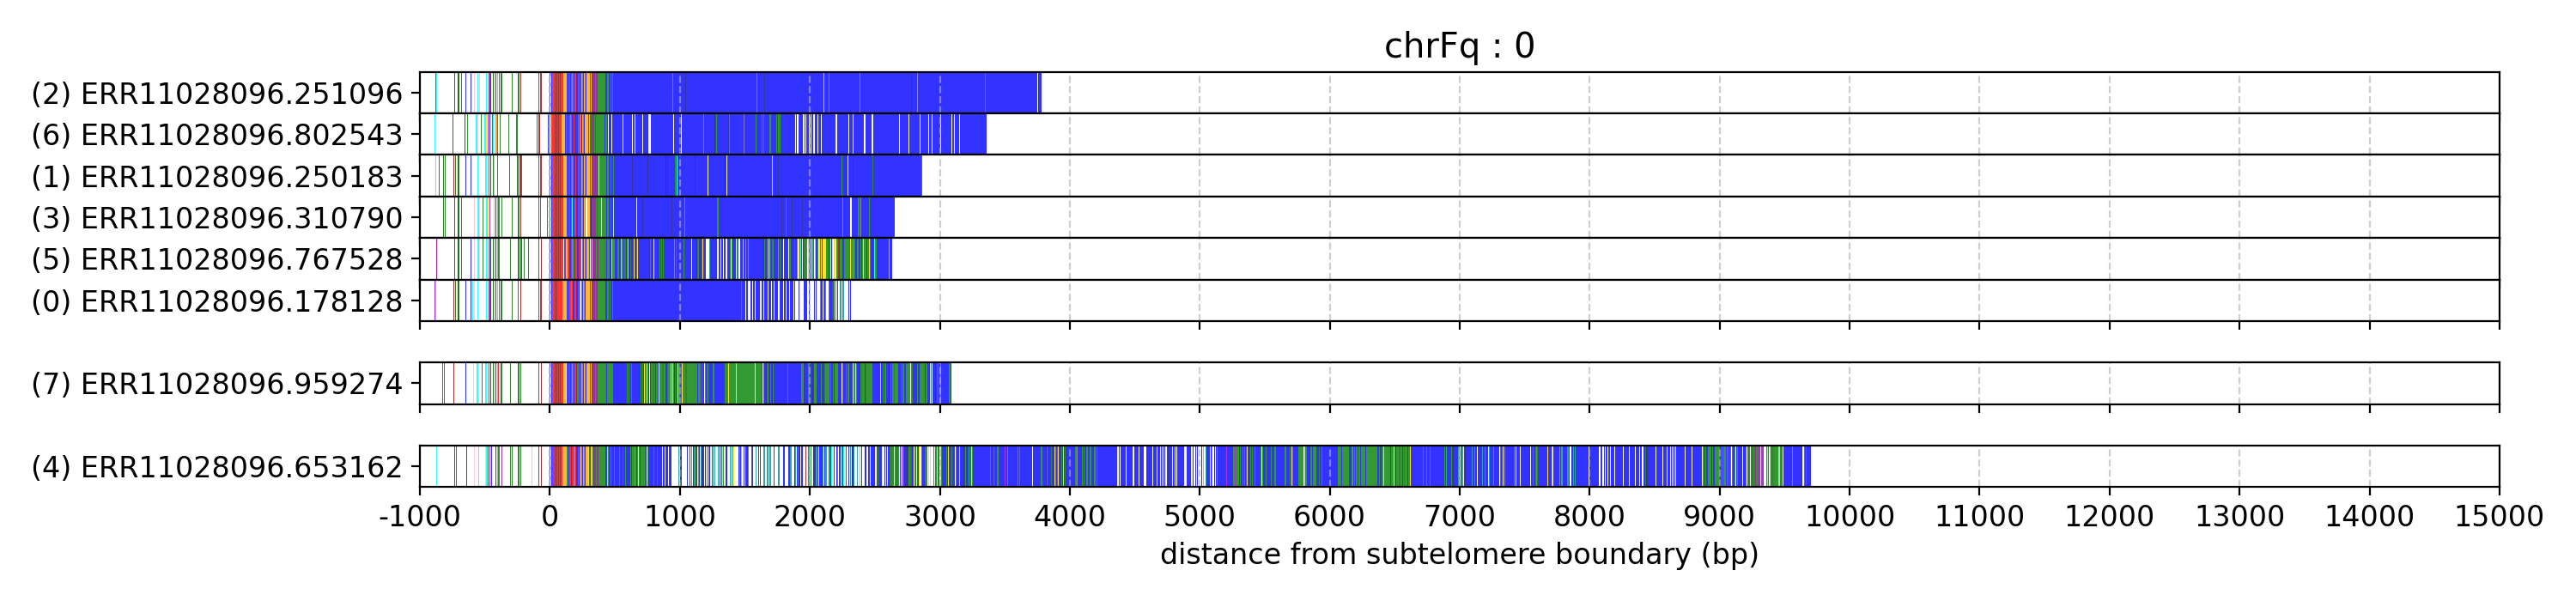 chrFq : 0
(2) ERR11028096.251096
(6) ERR11028096.802543
(1) ERR11028096.250183
(3) ERR11028096.310790
(5) ERR11028096.767528
(0) ERR11028096.178128
(7) ERR11028096.959274
(4) ERR11028096.653162
-1000 0 1000 2000 3000 4000 5000 6000 7000 8000 9000 10000 11000 12000 13000 14000 15000
distance from subtelomere boundary (bp)